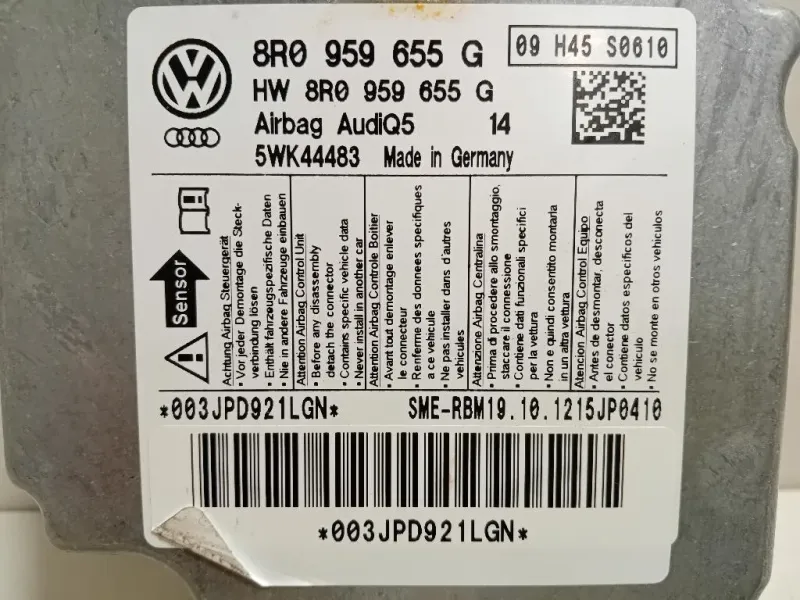 8R0 959 655 G
09 H45 S0610
HW 8R0 959 655 G
Airbag AudiQ5 14
5WK44483 Made in Germany
Sensor
Achtung Airbag Steuergerät
• Vor jeder Demontage die Steck-
verbindung lösen
• Enthält fahrzeugspezifische Daten
• Nie in andere Fahrzeuge einbauen
Attention Airbag Control Unit
• Before any disassembly
detach the connector
• Contains specific vehicle data
• Never install in another car
Attention Airbag Controle Boitier
• Avant tout demontage enlever
le connecteur
• Renferme des données specifiques
a ce vehicule
• Ne pas installer dans d'autres
vehicules
Attenzione Airbag Centralina
• Prima di procedere allo smontaggio,
staccare il connessione
• Contiene dati funzionali specifici
per la vettura
• Non e quindi consentito montaria
in un altra vettura
Atencion Airbag Control Equipo
• Antes de desmontar, desconecta
el conector
• Contiene datos especificos del
vehiculo
• No se monte en otros vehiculos
*003JPD921LGN*
SME-RBM19.10.1215JP0410
*003JPD921LGN*